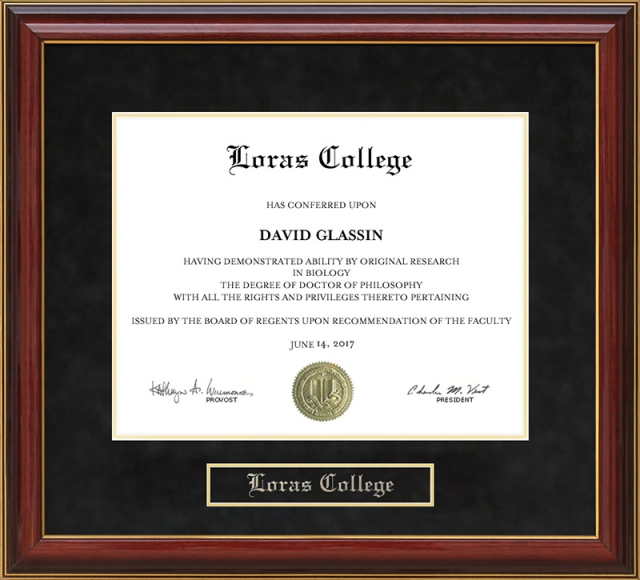 Loras College
HAS CONFERRED UPON
DAVID GLASSIN
HAVING DEMONSTRATED ABILITY BY ORIGINAL RESEARCH
IN BIOLOGY
THE DEGREE OF DOCTOR OF PHILOSOPHY
WITH ALL THE RIGHTS AND PRIVILEGES THERETO PERTAINING
ISSUED BY THE BOARD OF REGENTS UPON RECOMMENDATION OF THE FACULTY
JUNE 14, 2017
PROVOST
Charles M. Vest
PRESIDENT
Loras College